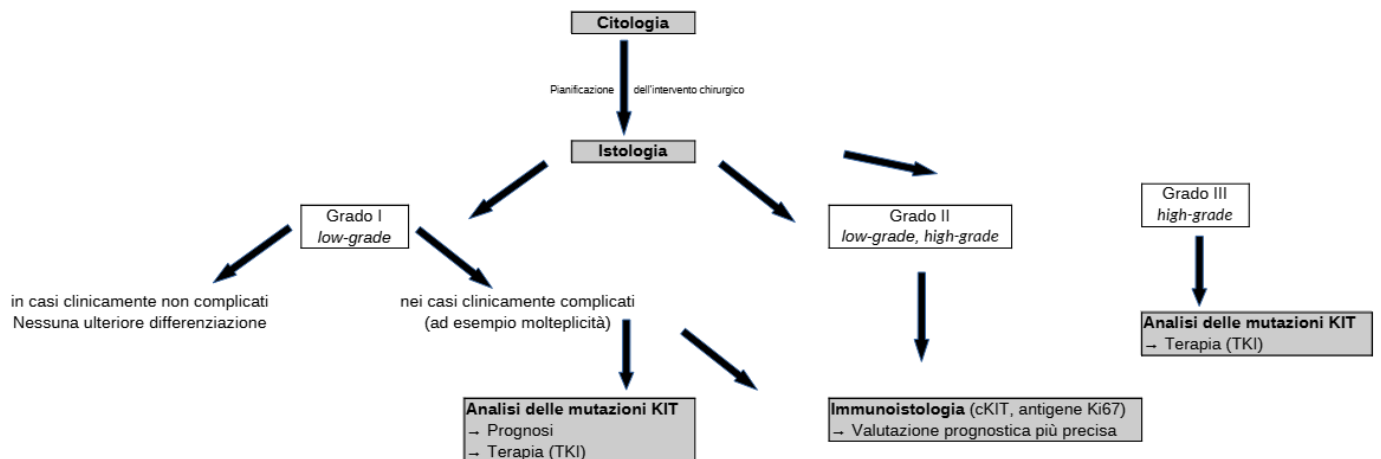 Citologia
Pianificazione dell'intervento chirurgico
Istologia
Grado I
low-grade
Grado II
low-grade, high-grade
Grado III
high-grade
in casi clinicamente non complicati
Nessuna ulteriore differenziazione
nei casi clinicamente complicati
(ad esempio molteplicità)
Analisi delle mutazioni KIT
→ Terapia (TKI)
Analisi delle mutazioni KIT
→ Prognosi
→ Terapia (TKI)
Immunoistologia (cKIT, antigene Ki67)
→ Valutazione prognostica più precisa